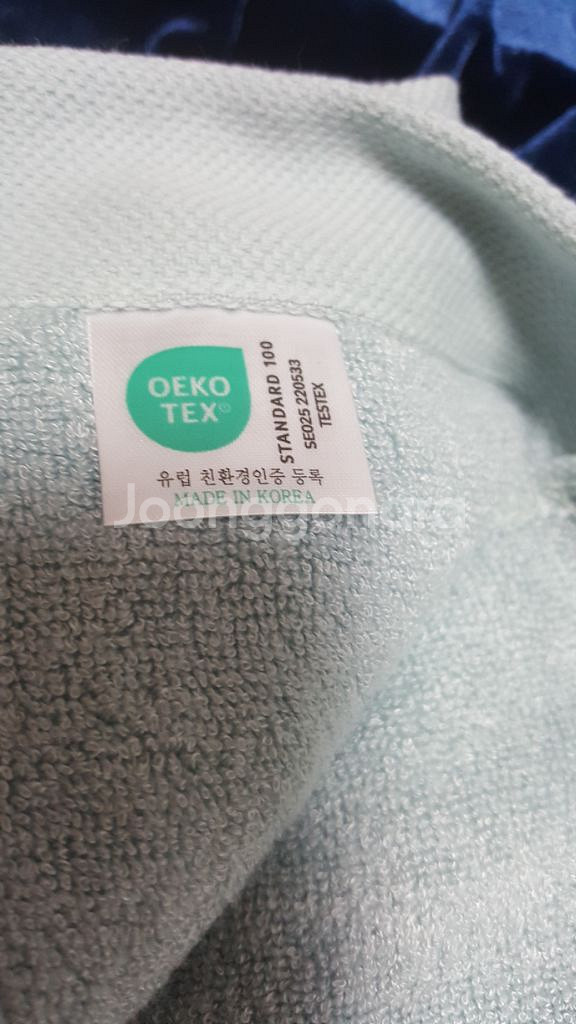 OEKO
TEX®
STANDARD 100
SE025 220533
TESTEX
유럽 친환경인증 등록
MADE IN KOREA